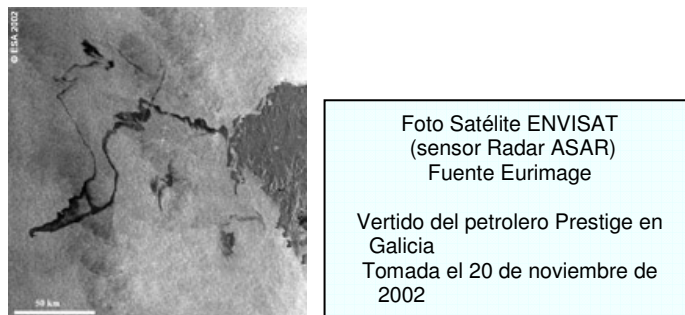 © ESA 2002
50 km
Foto Satélite ENVISAT
(sensor Radar ASAR)
Fuente Eurimage
Vertido del petrolero Prestige en
Galicia
Tomada el 20 de noviembre de
2002